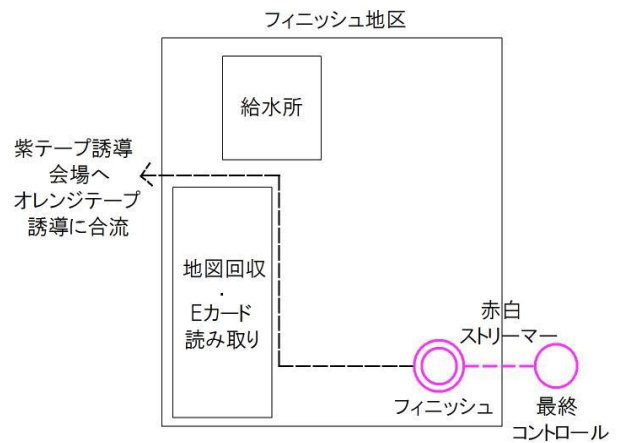 フィニッシュ地区
給水所
紫テープ誘導
会場へ
オレンジテープ
誘導に合流
地図回収
・
Eカード
読み取り
赤白
ストリーマー
フィニッシュ
最終
コントロール